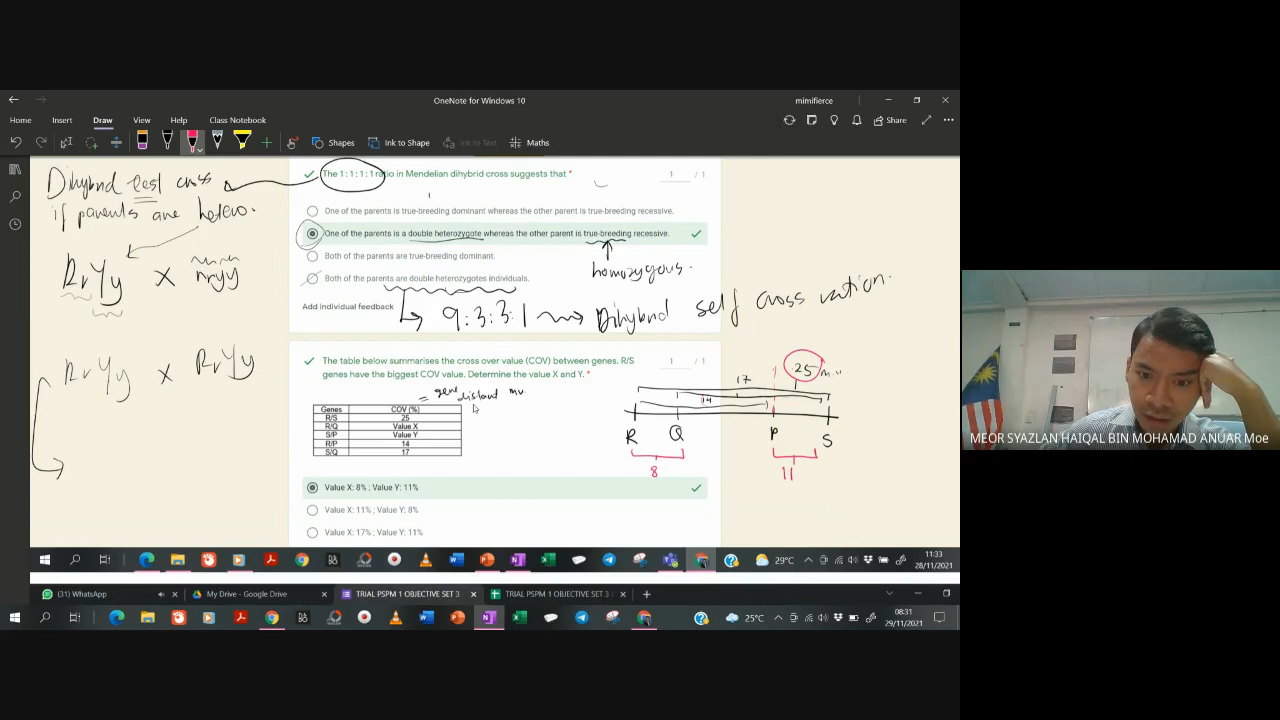 OneNote for Windows 10
mimifierce
Home Insert Draw View Help Class Notebook
Share
Shapes Ink to Shape Ink to Text Maths
Dihybrid test cross
if parents are hetero.
RrYy x rryy
RrYy x RrYy
The 1 : 1 : 1 : 1 ratio in Mendelian dihybrid cross suggests that *
1 / 1
One of the parents is true-breeding dominant whereas the other parent is true-breeding recessive.
One of the parents is a double heterozygote whereas the other parent is true-breeding recessive.
Both of the parents are true-breeding dominant.
Both of the parents are double heterozygotes individuals.
homozygous.
Add individual feedback
9:3:3:1 Dihybrid self cross ration.
The table below summarises the cross over value (COV) between genes. R/S
genes have the biggest COV value. Determine the value X and Y. *
1 / 1
= gene distant mu.
Genes COV (%)
R/S 25
R/Q Value X
S/P Value Y
R/P 14
S/Q 17
25 m.u
17
14
R Q P S
8 11
Value X: 8% ; Value Y: 11%
Value X: 11% ; Value Y: 8%
Value X: 17% ; Value Y: 11%
MEOR SYAZLAN HAIQAL BIN MOHAMAD ANUAR Moe
29°C
11:33
28/11/2021
(31) WhatsApp
My Drive - Google Drive
TRIAL PSPM 1 OBJECTIVE SET 3
TRIAL PSPM 1 OBJECTIVE SET 3
25°C
08:31
29/11/2021